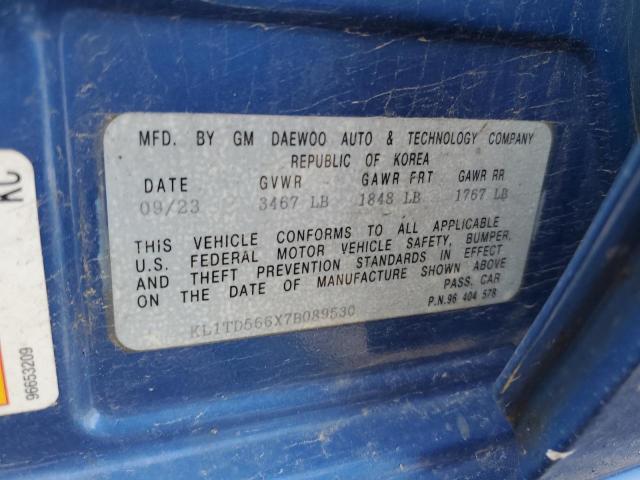 MFD. BY GM DAEWOO AUTO & TECHNOLOGY COMPANY
REPUBLIC OF KOREA
DATE GVWR GAWR FRT GAWR RR
09/23 3467 LB 1848 LB 1767 LB
THIS VEHICLE CONFORMS TO ALL APPLICABLE
U.S. FEDERAL MOTOR VEHICLE SAFETY, BUMPER,
AND THEFT PREVENTION STANDARDS IN EFFECT
ON THE DATE OF MANUFACTURE SHOWN ABOVE
PASS. CAR
P.N.96 404 578
KL1TD566X7B089530
KC
96653209